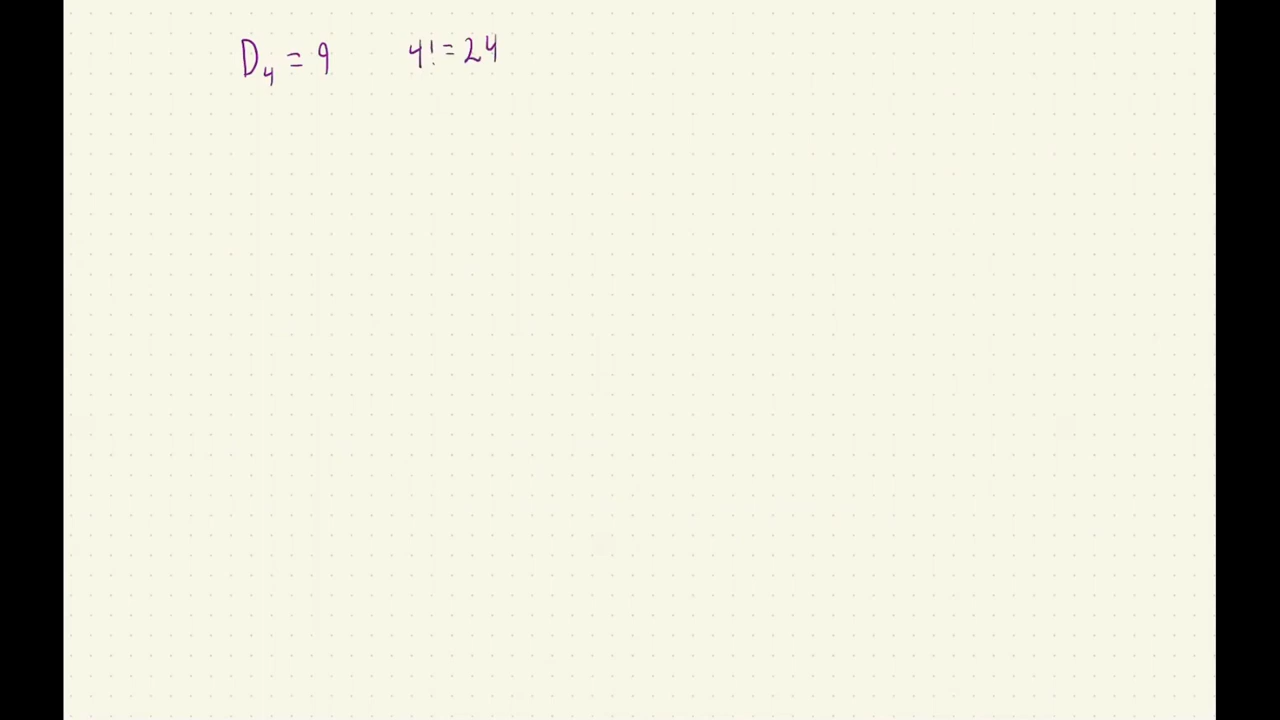 D₄ = 9 4! = 24